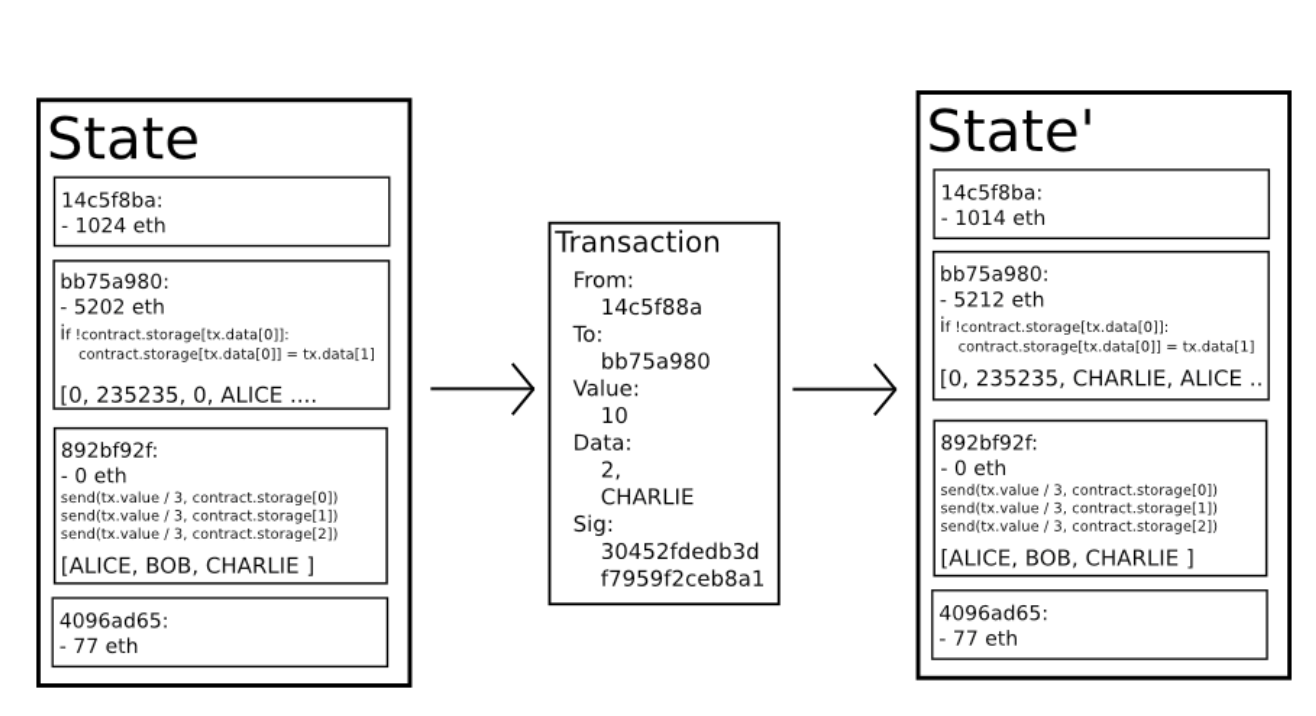 State
14c5f8ba:
- 1024 eth
bb75a980:
- 5202 eth
if !contract.storage[tx.data[0]]:
contract.storage[tx.data[0]] = tx.data[1]
[0, 235235, 0, ALICE ....
892bf92f:
- 0 eth
send(tx.value / 3, contract.storage[0])
send(tx.value / 3, contract.storage[1])
send(tx.value / 3, contract.storage[2])
[ALICE, BOB, CHARLIE ]
4096ad65:
- 77 eth
Transaction
From:
14c5f88a
To:
bb75a980
Value:
10
Data:
2,
CHARLIE
Sig:
30452fdedb3d
f7959f2ceb8a1
State'
14c5f8ba:
- 1014 eth
bb75a980:
- 5212 eth
if !contract.storage[tx.data[0]]:
contract.storage[tx.data[0]] = tx.data[1]
[0, 235235, CHARLIE, ALICE ..
892bf92f:
- 0 eth
send(tx.value / 3, contract.storage[0])
send(tx.value / 3, contract.storage[1])
send(tx.value / 3, contract.storage[2])
[ALICE, BOB, CHARLIE ]
4096ad65:
- 77 eth